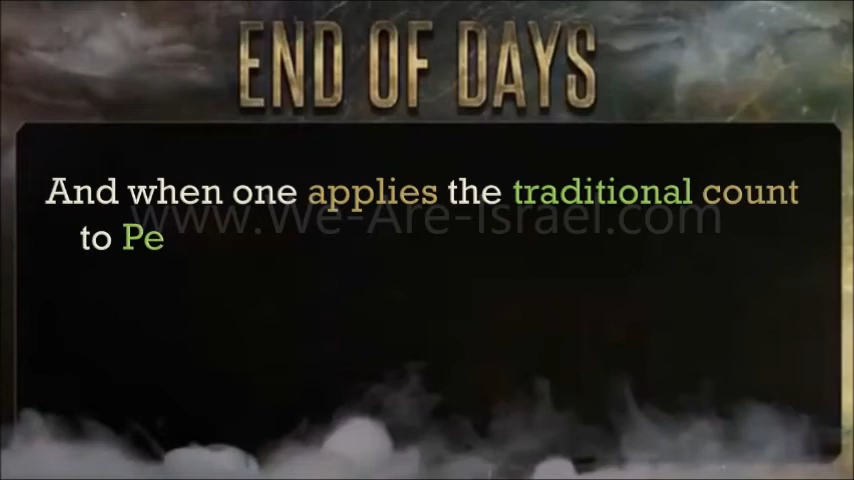 END OF DAYS
And when one applies the traditional count
www.We-Are-Israel.com
to Pe